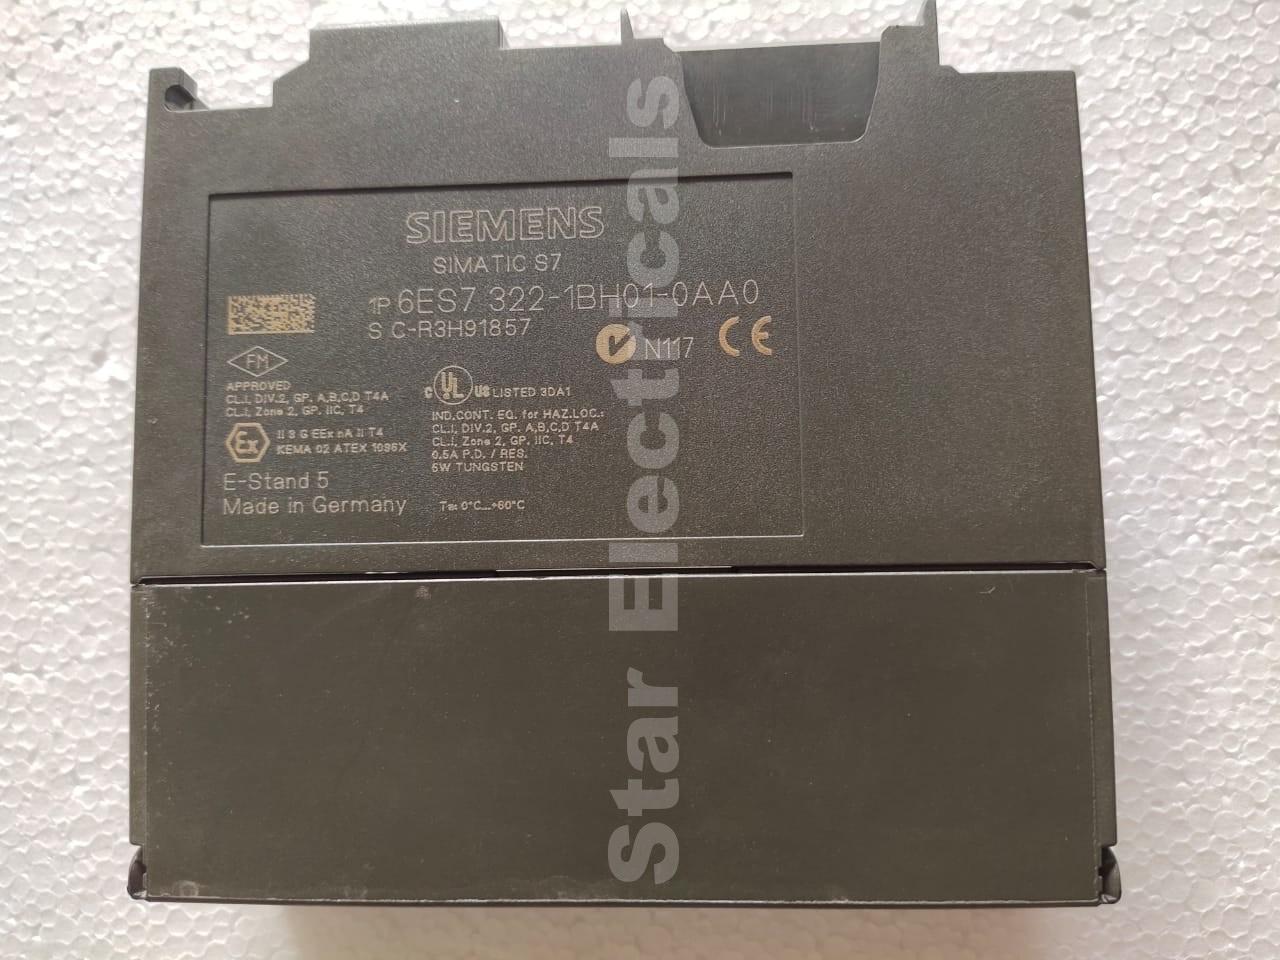 SIEMENS
SIMATIC S7
1P 6ES7 322-1BH01-0AA0
S C-R3H91857
N117 CE
FM
APPROVED
CL.I, DIV.2, GP. A,B,C,D T4A
CL.I, Zone 2, GP. IIC, T4
Ex
II 3 G EEx nA II T4
KEMA 02 ATEX 1096X
E-Stand 5
Made in Germany
C UL US LISTED 3DA1
IND.CONT. EQ. for HAZ.LOC.:
CL.I, DIV.2, GP. A,B,C,D T4A
CL.I, Zone 2, GP. IIC, T4
0.5A P.D. / RES.
5W TUNGSTEN
Ta: 0°C...+60°C
Star Electricals